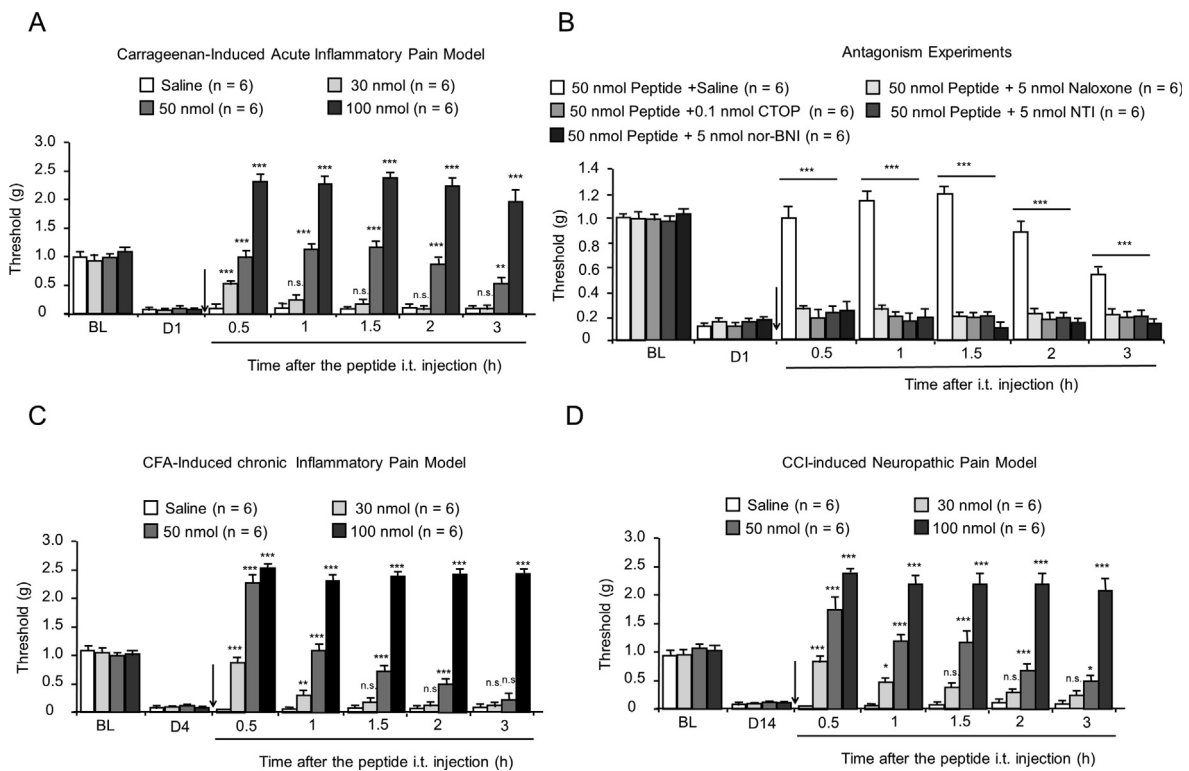 A
Carrageenan-Induced Acute Inflammatory Pain Model
Saline (n = 6)
30 nmol (n = 6)
50 nmol (n = 6)
100 nmol (n = 6)
Threshold (g)
3.0
2.5
2.0
1.5
1.0
0.5
0
***
***
***
***
***
***
***
***
***
***
**
n.s.
n.s.
n.s.
n.s.
BL
D1
0.5
1
1.5
2
3
Time after the peptide i.t. injection (h)
B
Antagonism Experiments
50 nmol Peptide +Saline (n = 6)
50 nmol Peptide + 5 nmol Naloxone (n = 6)
50 nmol Peptide +0.1 nmol CTOP (n = 6)
50 nmol Peptide + 5 nmol NTI (n = 6)
50 nmol Peptide + 5 nmol nor-BNI (n = 6)
Threshold (g)
1.4
1.2
1.0
0.8
0.6
0.4
0.2
0
***
***
***
***
***
BL
D1
0.5
1
1.5
2
3
Time after i.t. injection (h)
C
CFA-Induced chronic Inflammatory Pain Model
Saline (n = 6)
30 nmol (n = 6)
50 nmol (n = 6)
100 nmol (n = 6)
Threshold (g)
3.0
2.5
2.0
1.5
1.0
0.5
0
***
***
***
**
***
***
n.s.
***
***
n.s
***
***
n.s.
n.s.
***
BL
D4
0.5
1
1.5
2
3
Time after the peptide i.t. injection (h)
D
CCI-induced Neuropathic Pain Model
Saline (n = 6)
30 nmol (n = 6)
50 nmol (n = 6)
100 nmol (n = 6)
Threshold (g)
3.0
2.5
2.0
1.5
1.0
0.5
0
***
***
***
*
***
***
n.s.
***
***
n.s.
***
***
n.s.
*
***
BL
D14
0.5
1
1.5
2
3
Time after the peptide i.t. injection (h)